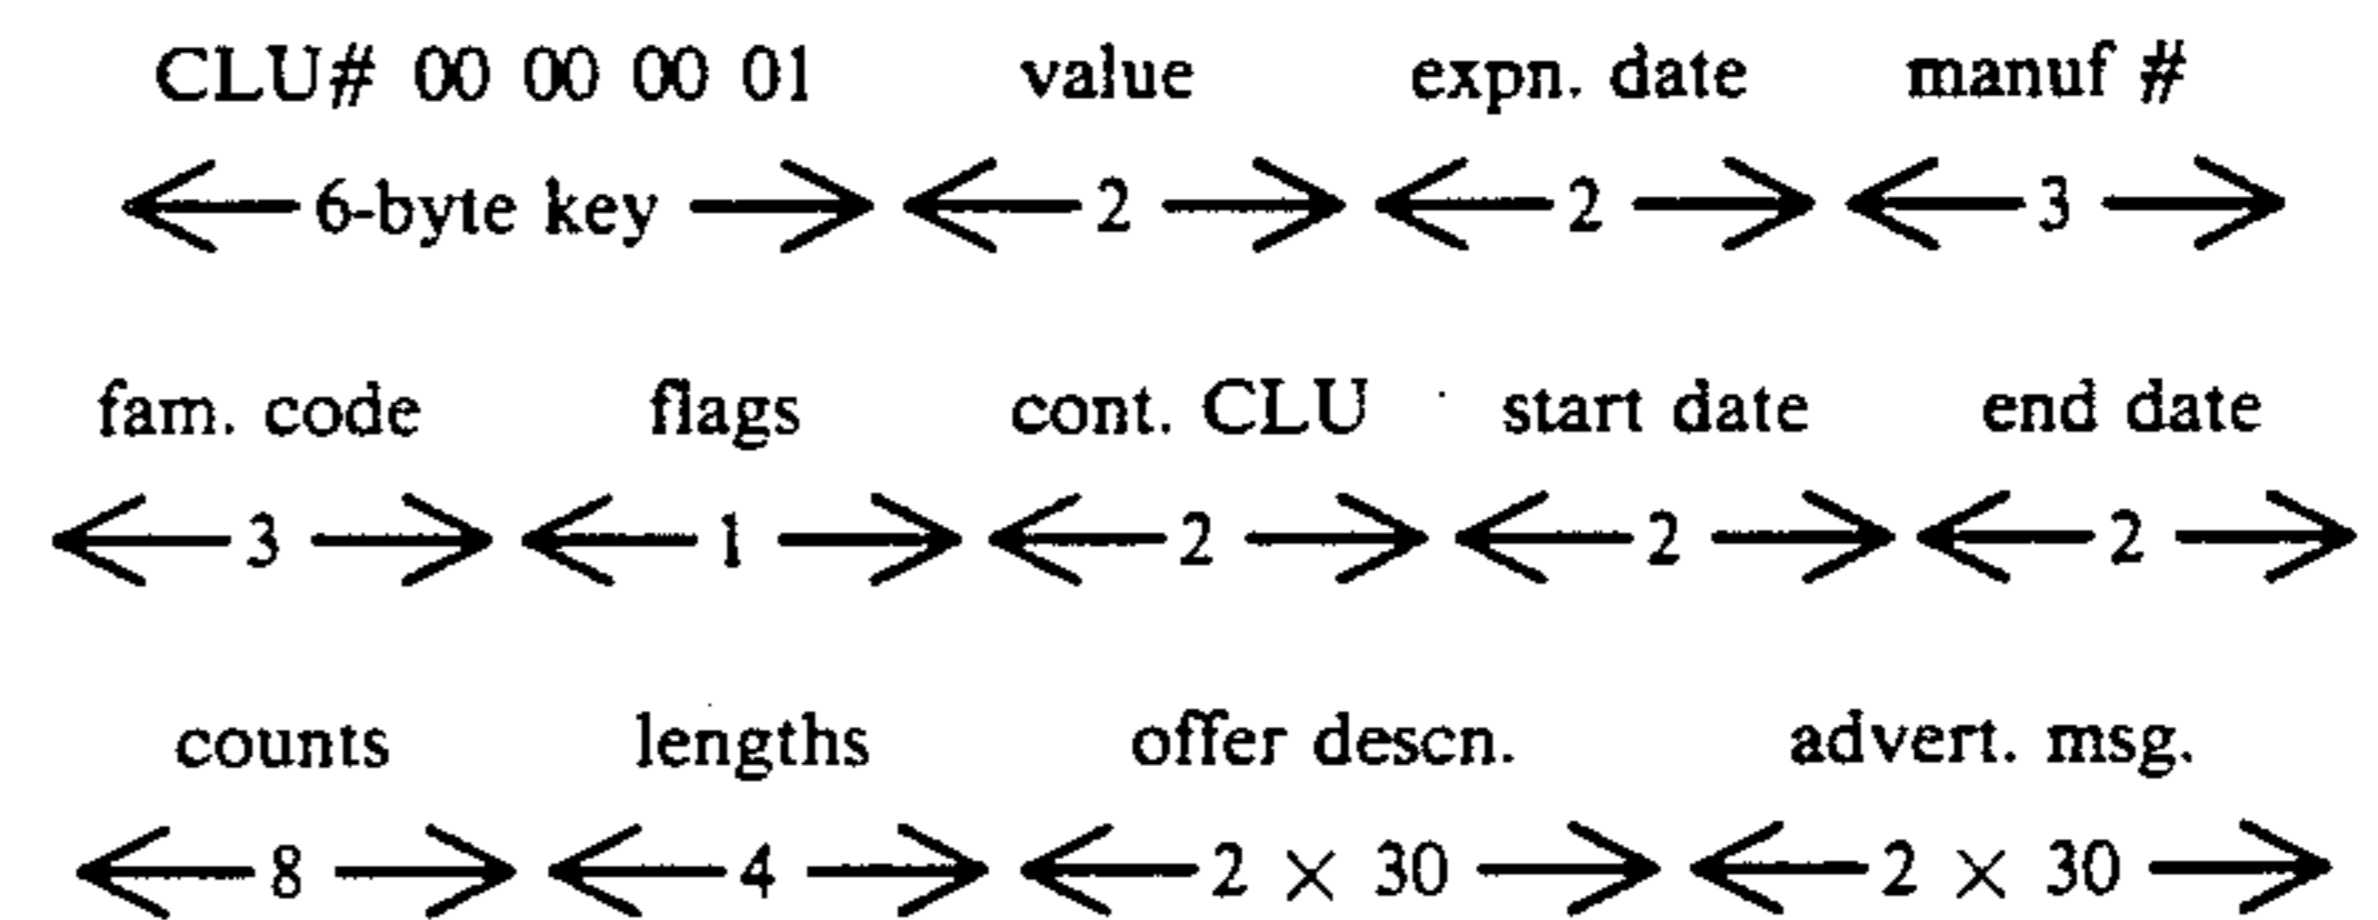 CLU# 00 00 00 01 value expn. date manuf #
6-byte key 2 2 3
fam. code flags cont. CLU start date end date
3 1 2 2 2
counts lengths offer descn. advert. msg.
8 4 2 × 30 2 × 30